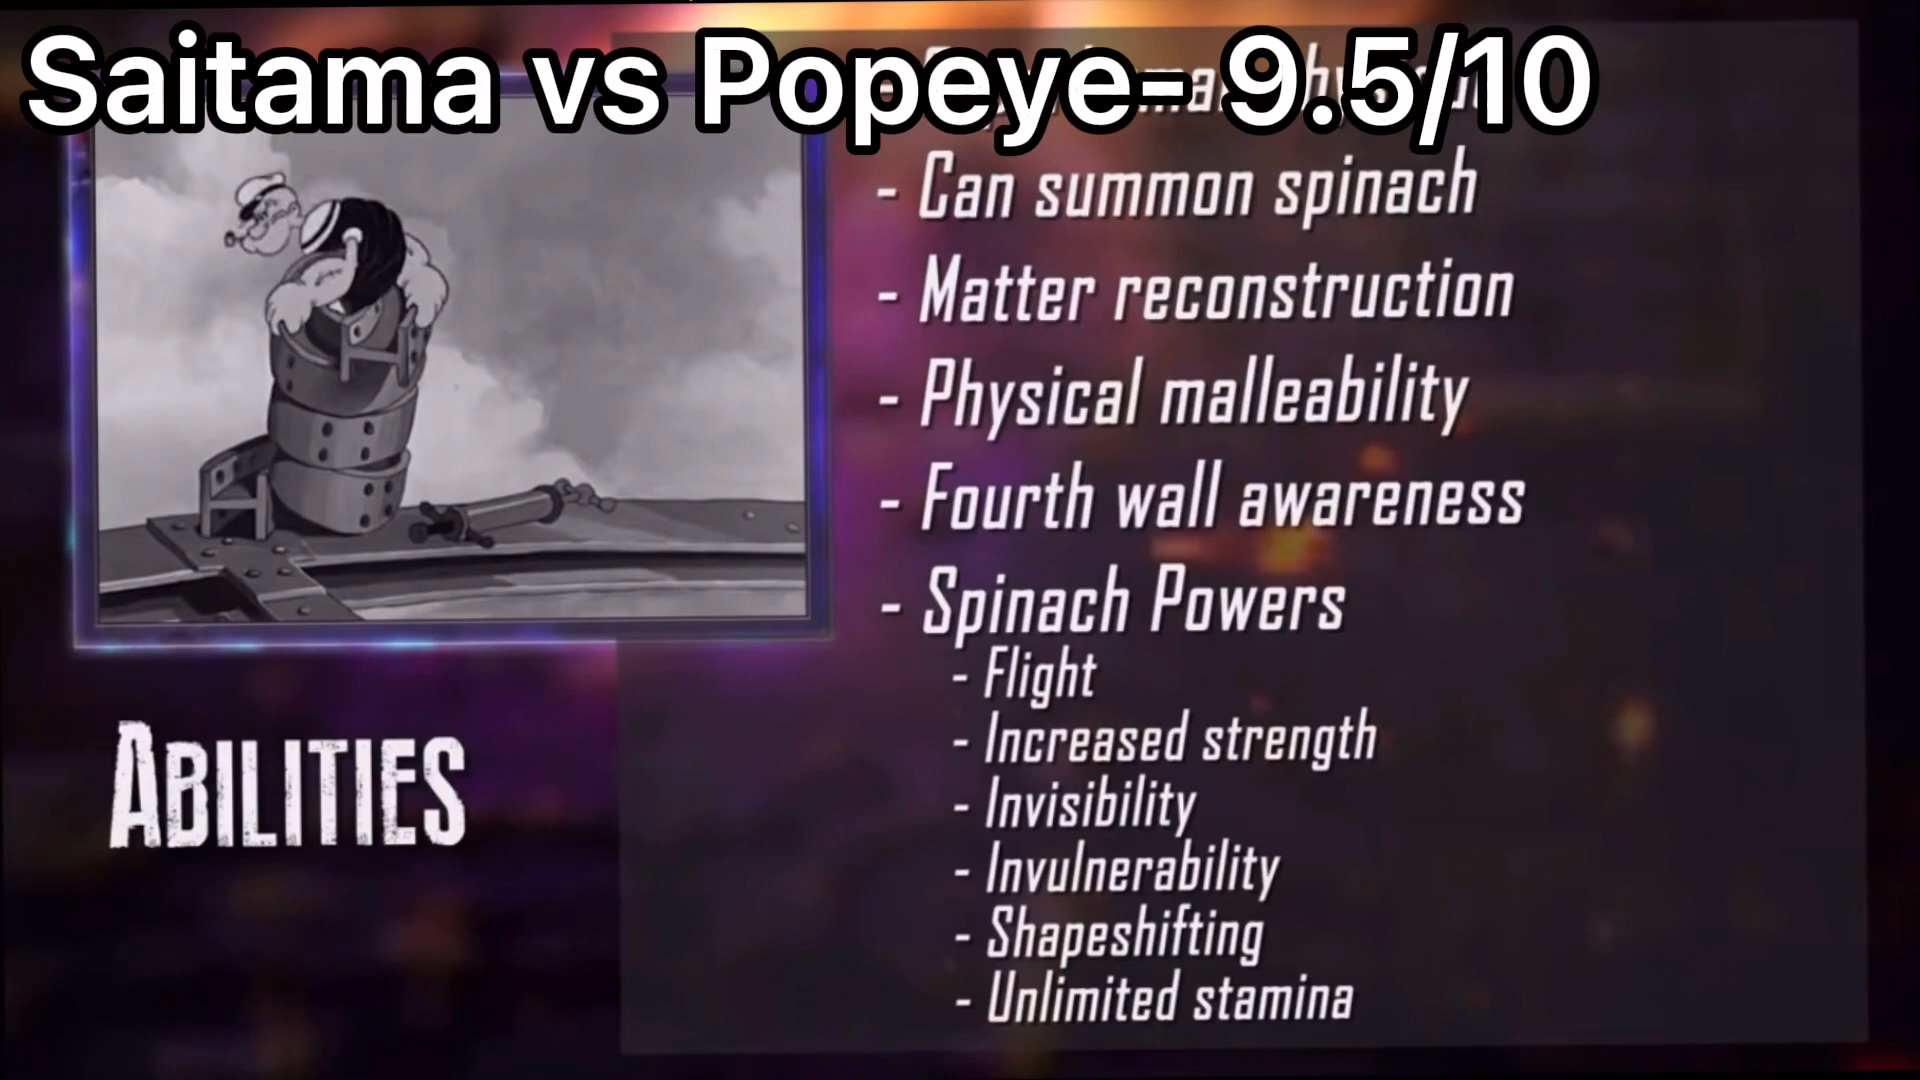 Saitama vs Popeye- 9.5/10
- Can summon spinach
- Matter reconstruction
- Physical malleability
- Fourth wall awareness
- Spinach Powers
- Flight
- Increased strength
- Invisibility
- Invulnerability
- Shapeshifting
- Unlimited stamina
ABILITIES